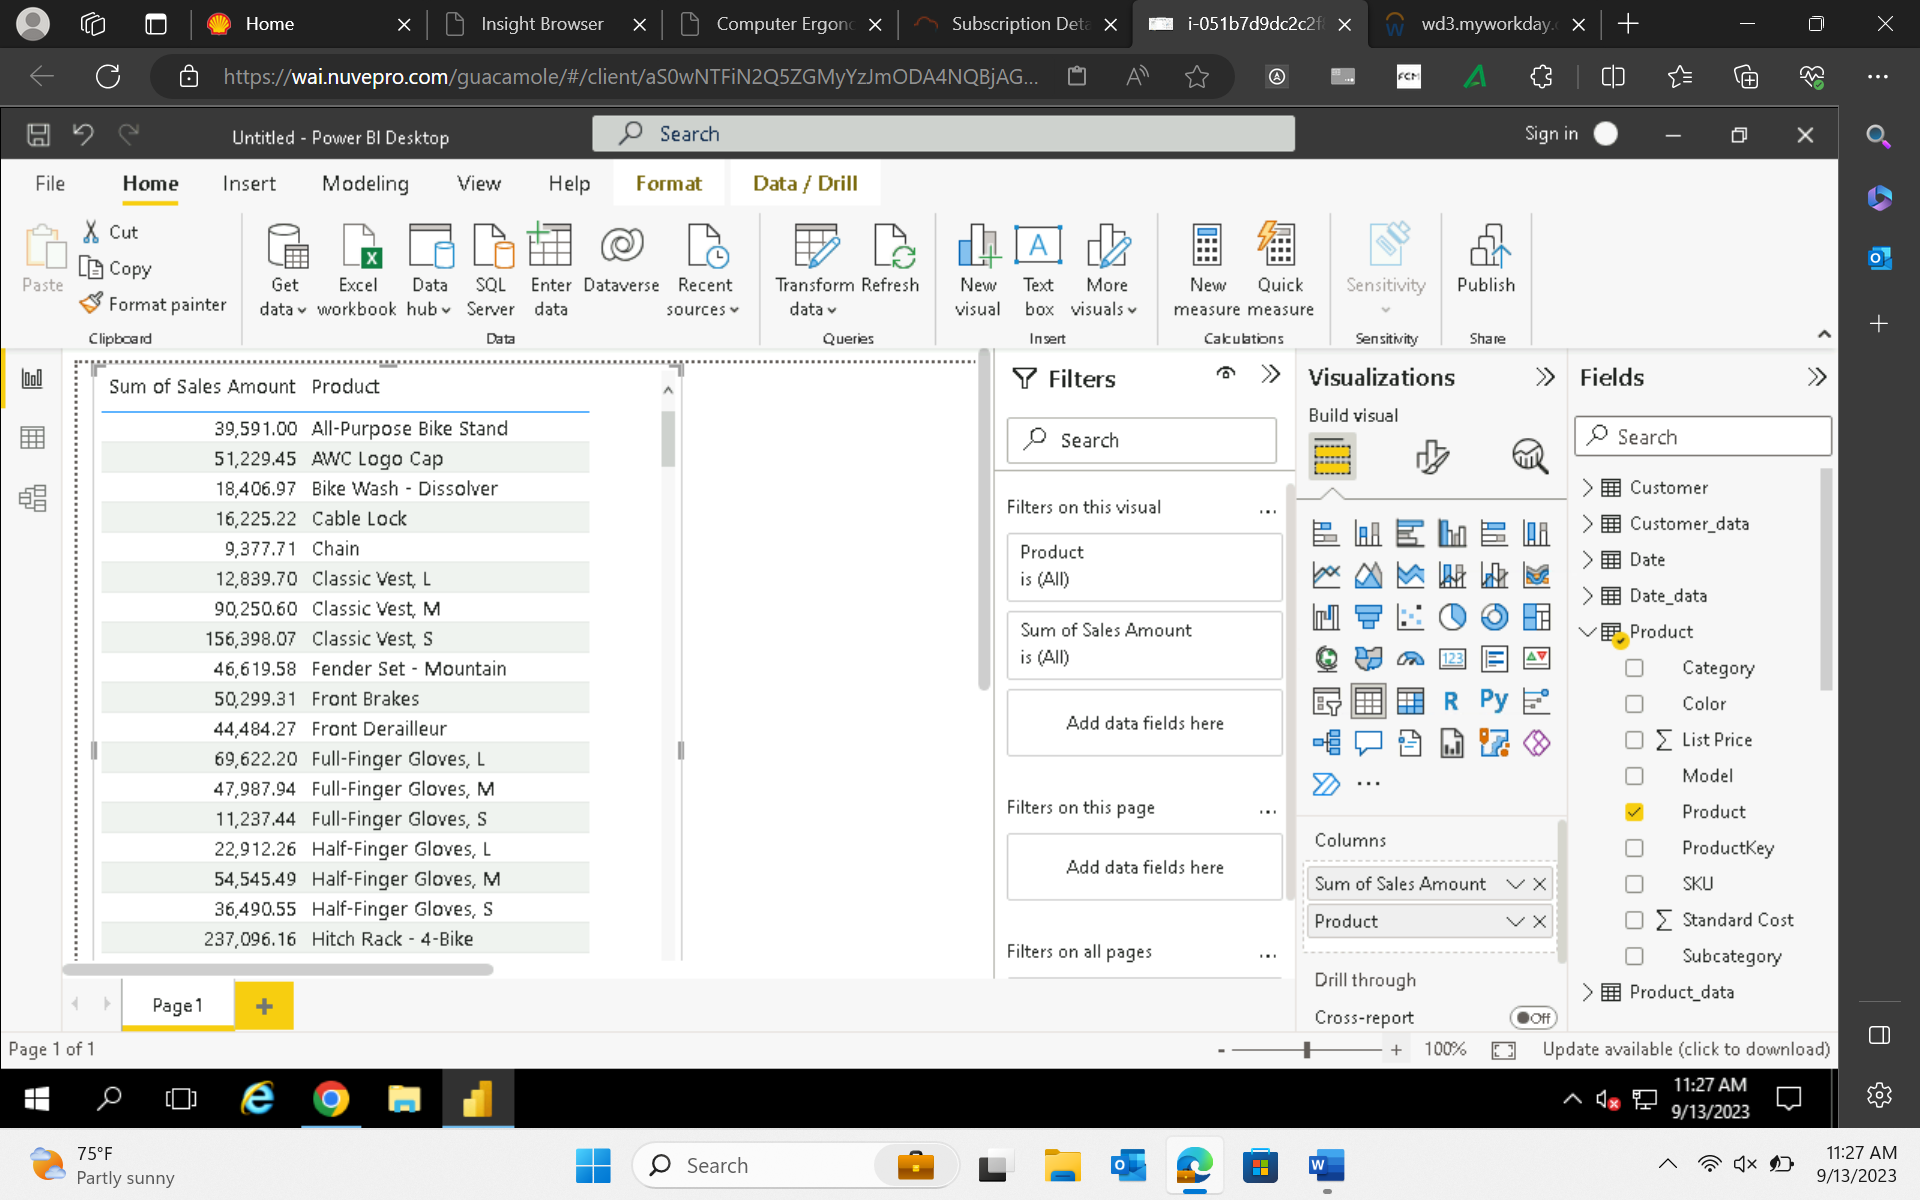 Home
Insight Browser
Computer Ergono
Subscription Deta
i-051b7d9dc2c2f
wd3.myworkday.
https://wai.nuvepro.com/guacamole/#/client/aS0wNTFiN2Q5ZGMyYzJmODA4NQBjAG...
FCM
Untitled - Power BI Desktop
Search
Sign in
File
Home
Insert
Modeling
View
Help
Format
Data / Drill
Paste
Cut
Copy
Format painter
Clipboard
Get data
Excel workbook
Data hub
SQL Server
Enter data
Dataverse
Recent sources
Data
Transform data
Refresh
Queries
New visual
Text box
More visuals
Insert
New measure
Quick measure
Calculations
Sensitivity
Sensitivity
Publish
Share
Sum of Sales Amount Product
39,591.00 All-Purpose Bike Stand
51,229.45 AWC Logo Cap
18,406.97 Bike Wash - Dissolver
16,225.22 Cable Lock
9,377.71 Chain
12,839.70 Classic Vest, L
90,250.60 Classic Vest, M
156,398.07 Classic Vest, S
46,619.58 Fender Set - Mountain
50,299.31 Front Brakes
44,484.27 Front Derailleur
69,622.20 Full-Finger Gloves, L
47,987.94 Full-Finger Gloves, M
11,237.44 Full-Finger Gloves, S
22,912.26 Half-Finger Gloves, L
54,545.49 Half-Finger Gloves, M
36,490.55 Half-Finger Gloves, S
237,096.16 Hitch Rack - 4-Bike
Filters
Search
Filters on this visual ...
Product
is (All)
Sum of Sales Amount
is (All)
Add data fields here
Filters on this page ...
Add data fields here
Filters on all pages ...
Visualizations
Build visual
123
R Py
...
Columns
Sum of Sales Amount
Product
Drill through
Cross-report Off
Fields
Search
Customer
Customer_data
Date
Date_data
Product
Category
Color
List Price
Model
Product
ProductKey
SKU
Standard Cost
Subcategory
Product_data
Page 1
Page 1 of 1
- + 100%
Update available (click to download)
11:27 AM
9/13/2023
75°F
Partly sunny
Search
11:27 AM
9/13/2023